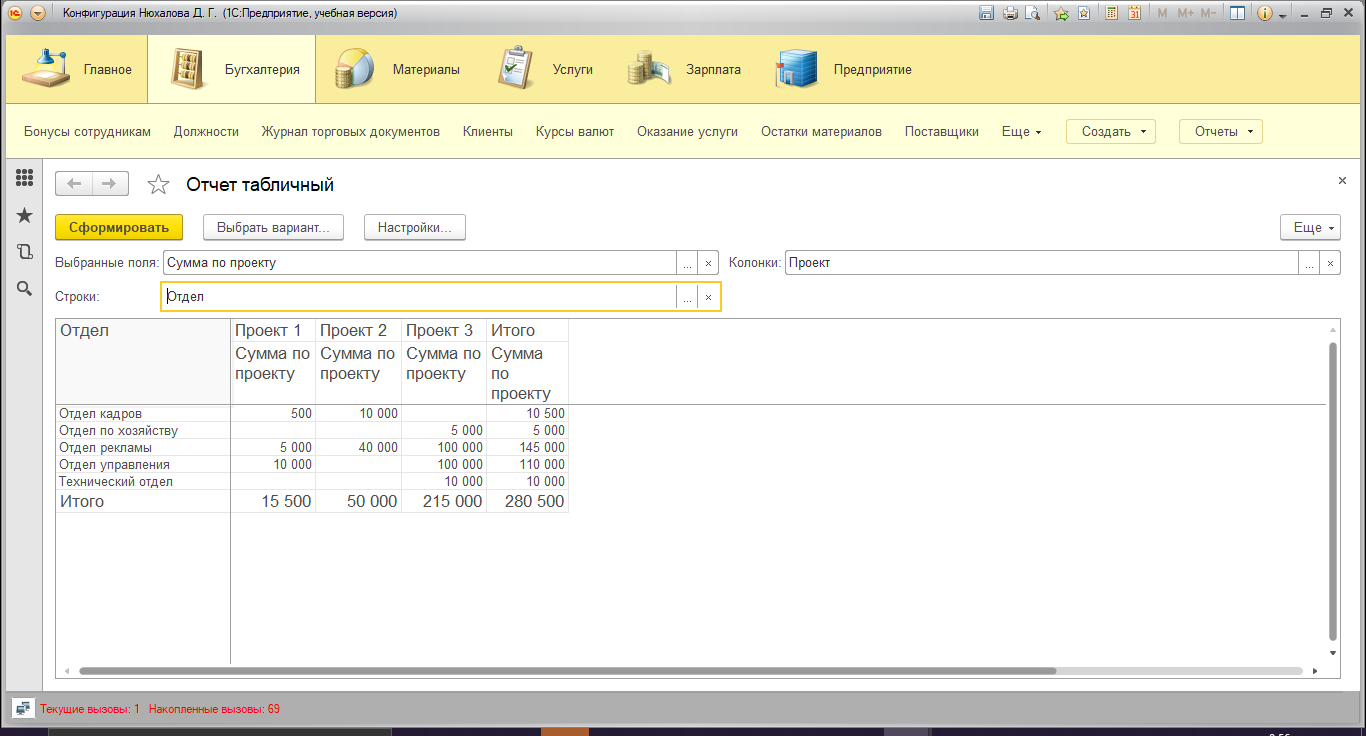 Конфигурация Нюхалова Д. Г. (1С:Предприятие, учебная версия)
M M+ M-
Главное Бугхалтерия Материалы Услуги Зарплата Предприятие
Бонусы сотрудникам Должности Журнал торговых документов Клиенты Курсы валют Оказание услуги Остатки материалов Поставщики Еще Создать Отчеты
Отчет табличный
Сформировать Выбрать вариант... Настройки... Еще
Выбранные поля: Сумма по проекту ... × Колонки: Проект ... ×
Строки: Отдел ... ×
Отдел Проект 1 Проект 2 Проект 3 Итого
Сумма по Сумма по Сумма по Сумма
проекту проекту проекту по
проекту
Отдел кадров 500 10 000 10 500
Отдел по хозяйству 5 000 5 000
Отдел рекламы 5 000 40 000 100 000 145 000
Отдел управления 10 000 100 000 110 000
Технический отдел 10 000 10 000
Итого 15 500 50 000 215 000 280 500
Текущие вызовы: 1 Накопленные вызовы: 69